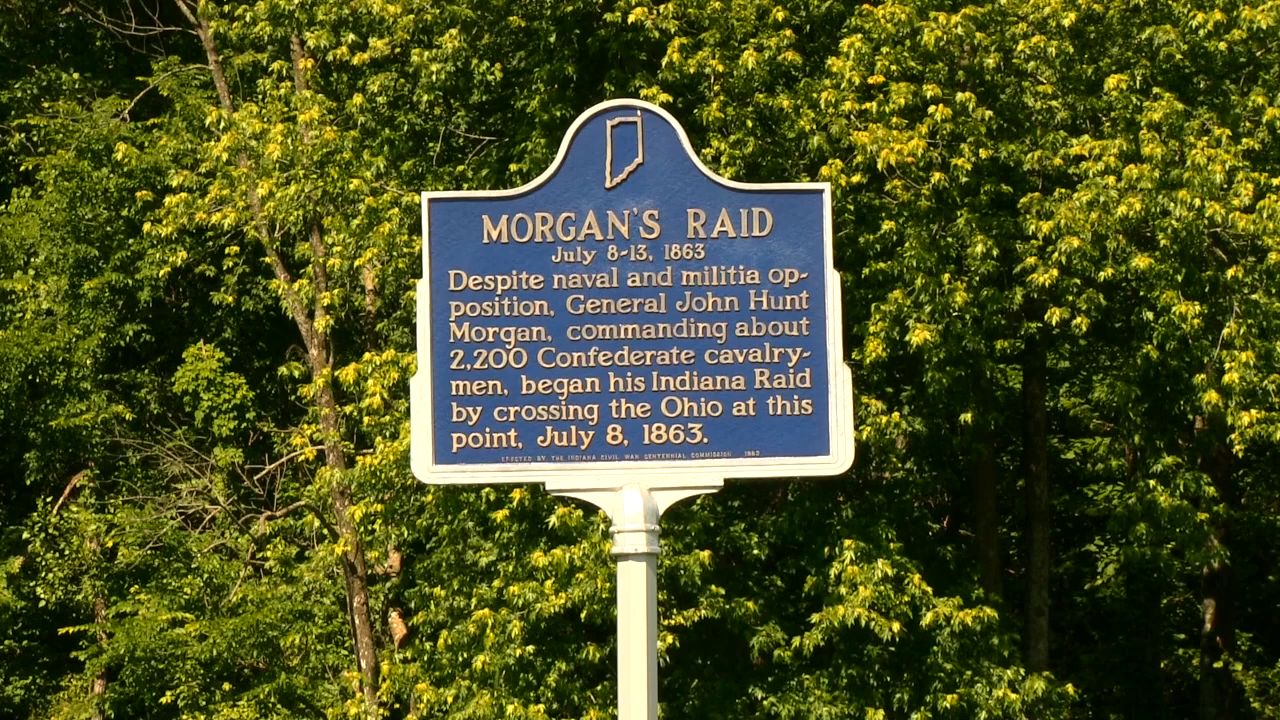 MORGAN'S RAID
July 8-13, 1863
Despite naval and militia op-
position, General John Hunt
Morgan, commanding about
2,200 Confederate cavalry-
men, began his Indiana Raid
by crossing the Ohio at this
point, July 8, 1863.
ERECTED BY THE INDIANA CIVIL WAR CENTENNIAL COMMISSION 1963